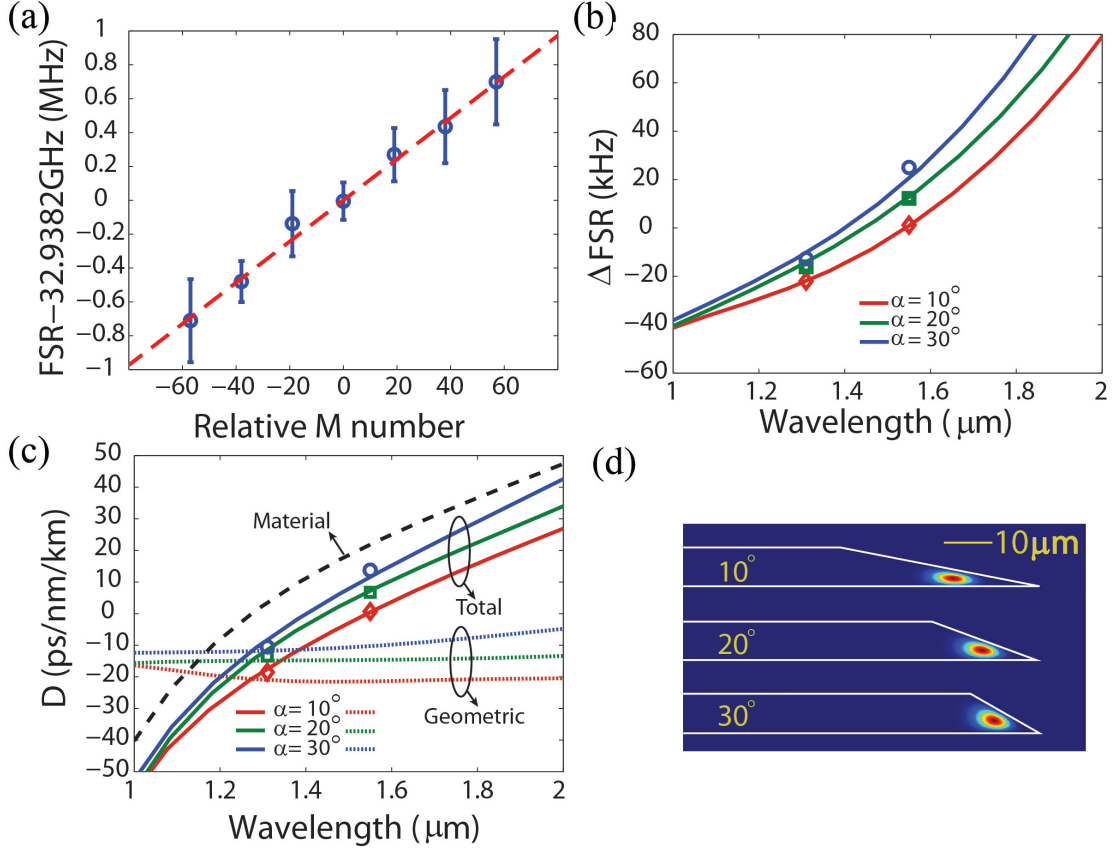 (a)
FSR−32.9382GHz (MHz)
1
0.8
0.6
0.4
0.2
0
−0.2
−0.4
−0.6
−0.8
−1
−60 −40 −20 0 20 40 60
Relative M number
(b)
Δ FSR (kHz)
80
60
40
20
0
−20
−40
−60
α = 10°
α = 20°
α = 30°
1 1.2 1.4 1.6 1.8 2
Wavelength ( μm)
(c)
D (ps/nm/km)
50
40
30
20
10
0
−10
−20
−30
−40
−50
Material
Total
Geometric
α = 10°
α = 20°
α = 30°
1 1.2 1.4 1.6 1.8 2
Wavelength ( μm)
(d)
10μm
10°
20°
30°